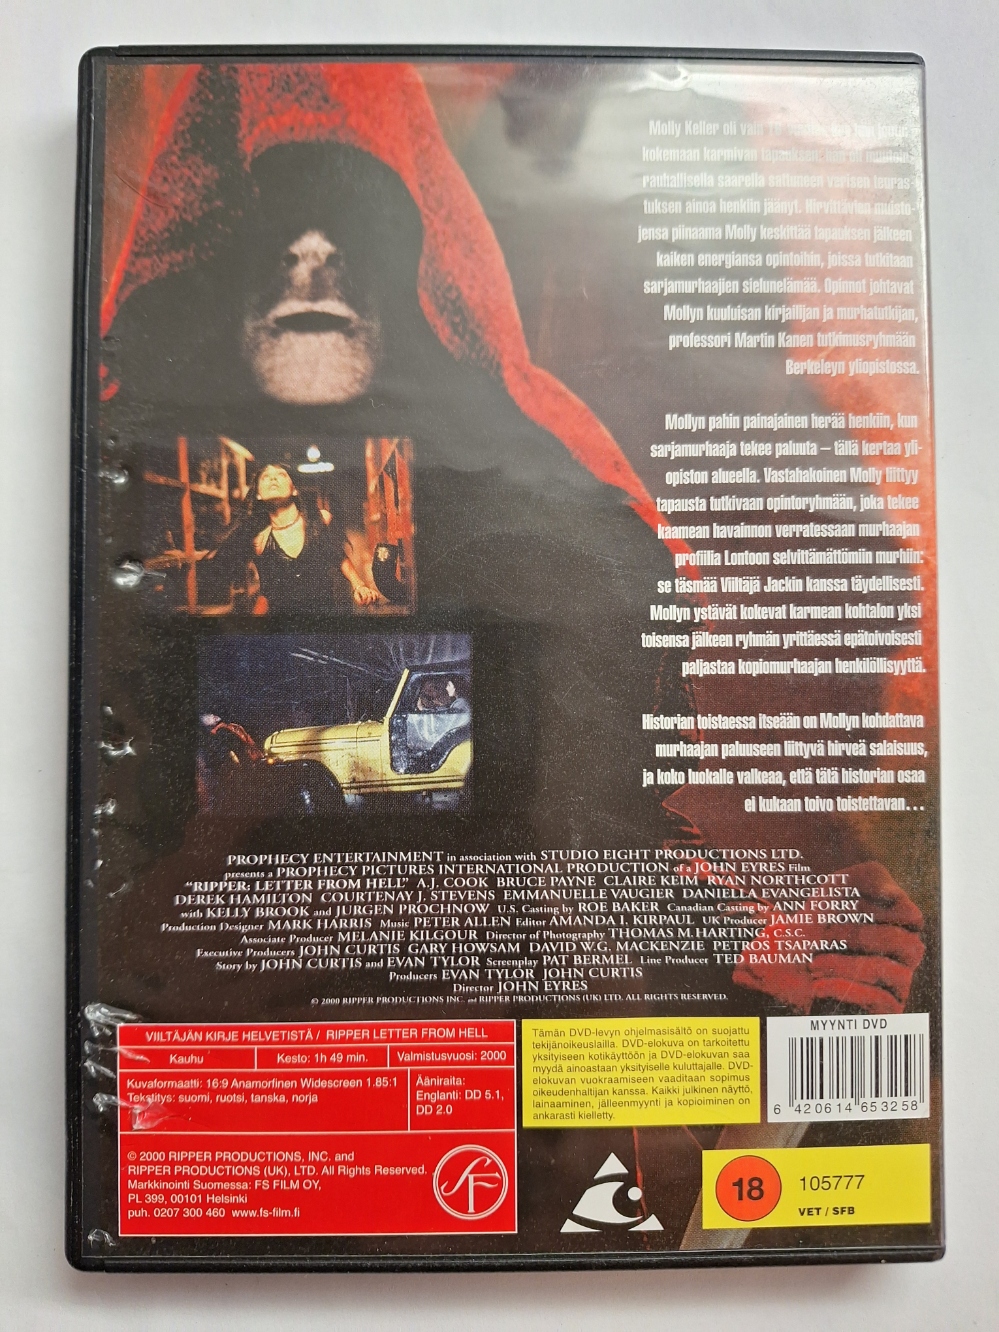 Molly Keller oli vain
kokemaan karmivan tapauksen: hän oli
rauhallisella saarella sattuneen verisen teuras-
tuksen ainoa henkiin jäänyt. Hirvittävien muisto-
jensa piinaama Molly keskittää tapauksen jälkeen
kaiken energiansa opintoihin, joissa tutkitaan
sarjamurhaajien sielunelämää. Opinnot johtavat
Mollyn kuuluisan kirjailijan ja murhatutkijan,
professori Martin Kanen tutkimusryhmään
Berkeleyn yliopistossa.
Mollyn pahin painajainen herää henkiin, kun
sarjamurhaaja tekee paluuta – tällä kertaa yli-
opiston alueella. Vastahakoinen Molly liittyy
tapausta tutkivaan opintoryhmään, joka tekee
kaamean havainnon verratessaan murhaajan
profiilia Lontoon selvittämättömiin murhiin:
se täsmää Viiltäjä Jackin kanssa täydellisesti.
Mollyn ystävät kokevat karmean kohtalon yksi
toisensa jälkeen ryhmän yrittäessä epätoivoisesti
paljastaa kopiomurhaajan henkilöllisyyttä.
Historian toistaessa itseään on Mollyn kohdattava
murhaajan paluuseen liittyvä hirveä salaisuus,
ja koko luokalle valkeaa, että tätä historian osaa
ei kukaan toivo toistettavan...
PROPHECY ENTERTAINMENT in association with STUDIO EIGHT PRODUCTIONS LTD.
presents a PROPHECY PICTURES INTERNATIONAL PRODUCTION of a JOHN EYRES Film
"RIPPER: LETTER FROM HELL" A.J. COOK BRUCE PAYNE CLAIRE KEIM RYAN NORTHCOTT
DEREK HAMILTON COURTENAY J. STEVENS EMMANUELLE VAUGIER DANIELLA EVANGELISTA
with KELLY BROOK and JURGEN PROCHNOW U.S. Casting by ROE BAKER Canadian Casting by ANN FORRY
Production Designer MARK HARRIS Music PETER ALLEN Editor AMANDA I. KIRPAUL UK Producer JAMIE BROWN
Associate Producer MELANIE KILGOUR Director of Photography THOMAS M. HARTING, C.S.C.
Executive Producers JOHN CURTIS GARY HOWSAM DAVID W.G. MACKENZIE PETROS TSAPARAS
Story by JOHN CURTIS and EVAN TYLOR Screenplay PAT BERMEL Line Producer TED BAUMAN
Producers EVAN TYLOR JOHN CURTIS
Director JOHN EYRES
© 2000 RIPPER PRODUCTIONS INC. and RIPPER PRODUCTIONS (UK) LTD. ALL RIGHTS RESERVED.
VIILTÄJÄN KIRJE HELVETISTÄ / RIPPER LETTER FROM HELL
Kauhu Kesto: 1h 49 min. Valmistusvuosi: 2000
Kuvaformaatti: 16:9 Anamorfinen Widescreen 1.85:1
Tekstitys: suomi, ruotsi, tanska, norja
Ääniraita:
Englanti: DD 5.1,
DD 2.0
© 2000 RIPPER PRODUCTIONS, INC. and
RIPPER PRODUCTIONS (UK), LTD. All Rights Reserved.
Markkinointi Suomessa: FS FILM OY,
PL 399, 00101 Helsinki
puh. 0207 300 460 www.fs-film.fi
SF
Tämän DVD-levyn ohjelmasisältö on suojattu
tekijänoikeuslailla. DVD-elokuva on tarkoitettu
yksityiseen kotikäyttöön ja DVD-elokuvan saa
myydä ainoastaan yksityiselle kuluttajalle. DVD-
elokuvan vuokraamiseen vaaditaan sopimus
oikeudenhaltijan kanssa. Kaikki julkinen näyttö,
lainaaminen, jälleenmyynti ja kopioiminen on
ankarasti kielletty.
MYYNTI DVD
6 420614 653258
18
105777
VET / SFB